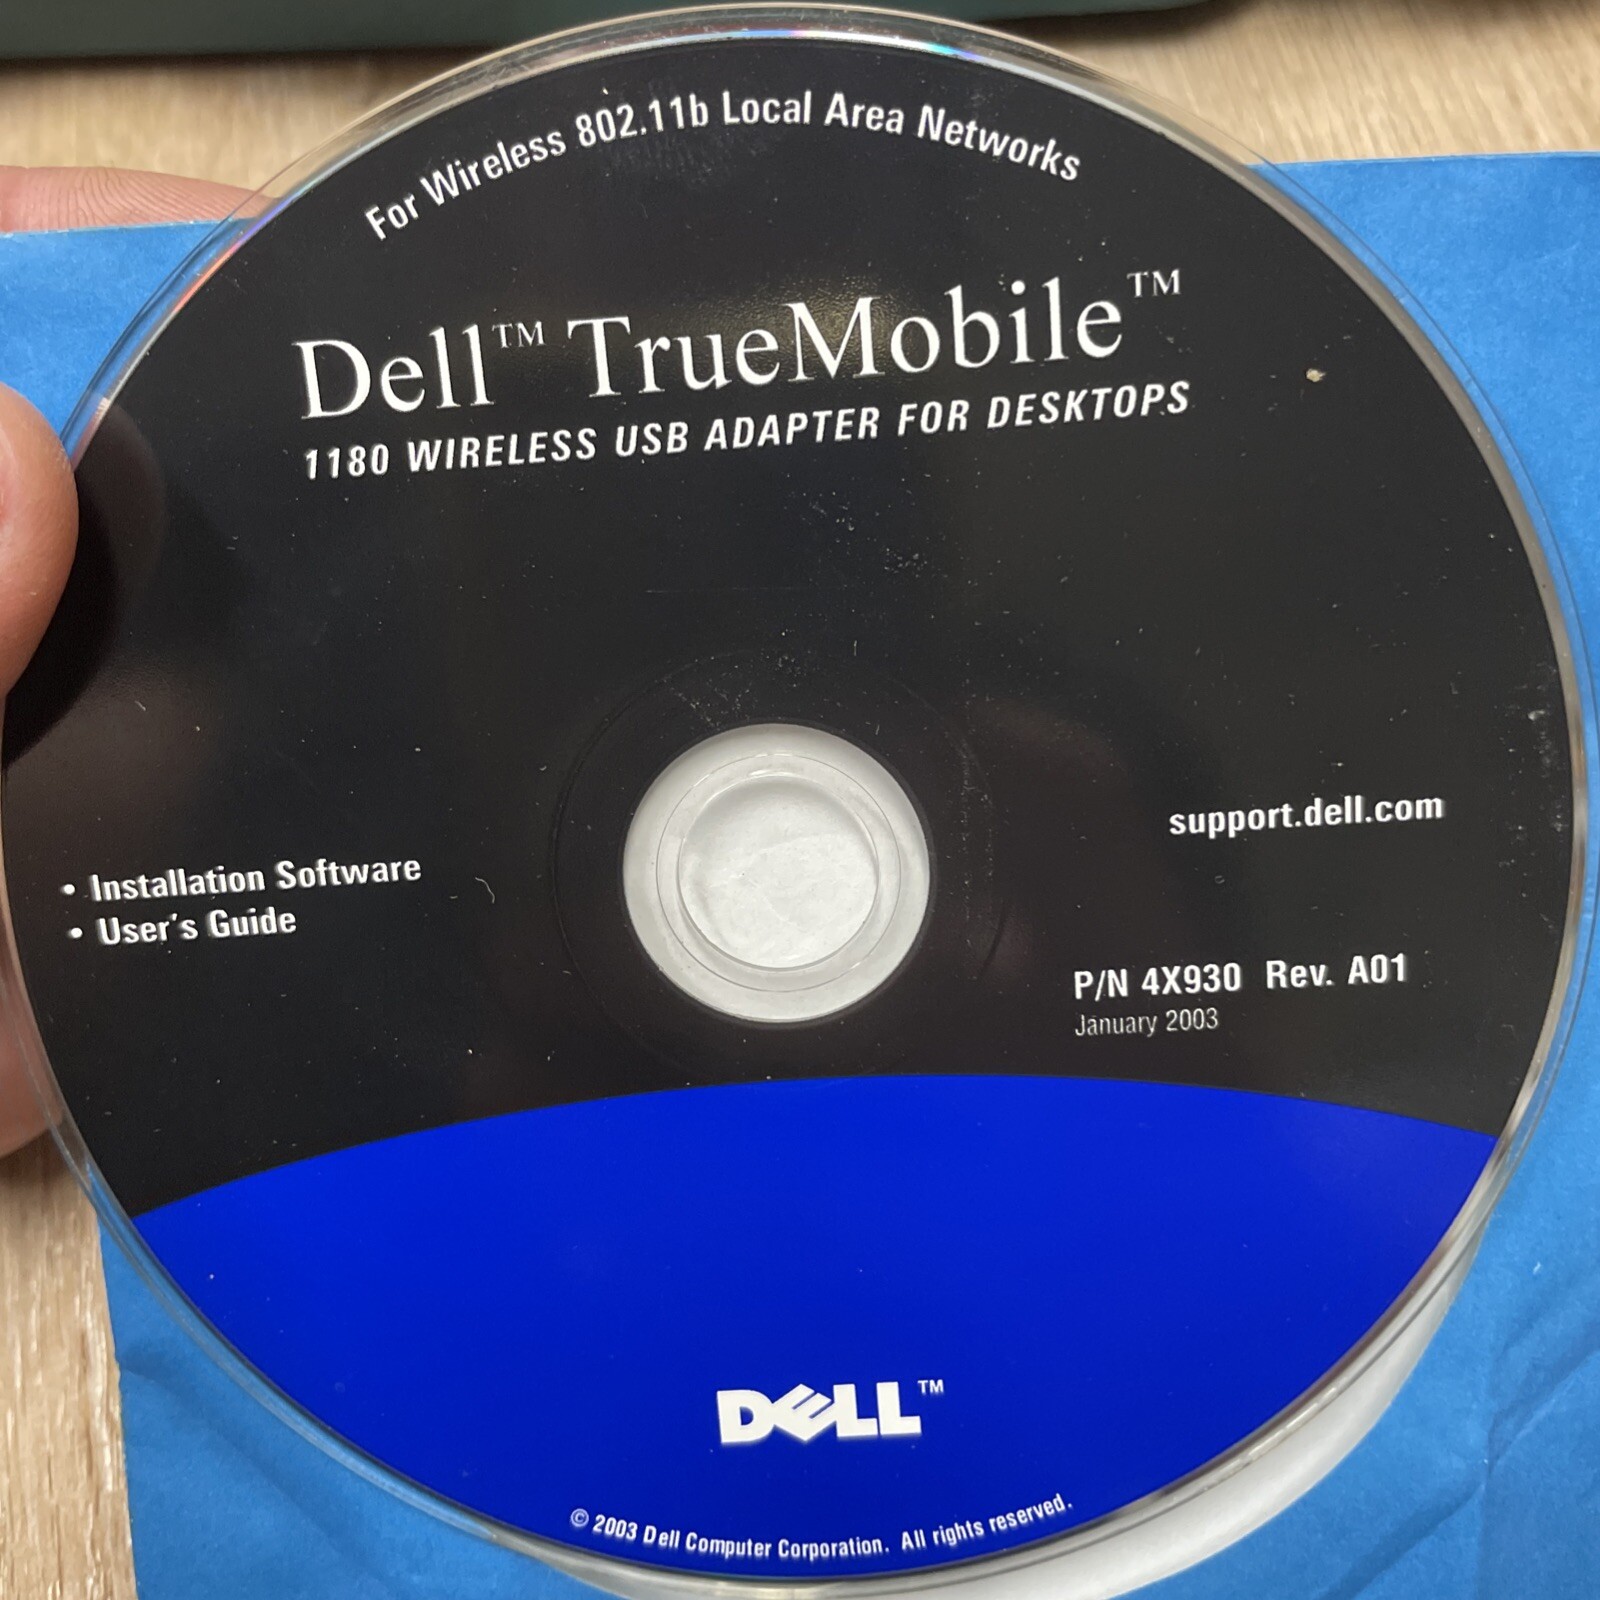 For Wireless 802.11b Local Area Networks
Dell™ TrueMobile™
1180 WIRELESS USB ADAPTER FOR DESKTOPS
support.dell.com
• Installation Software
• User's Guide
P/N 4X930 Rev. A01
January 2003
DELL™
© 2003 Dell Computer Corporation. All rights reserved.